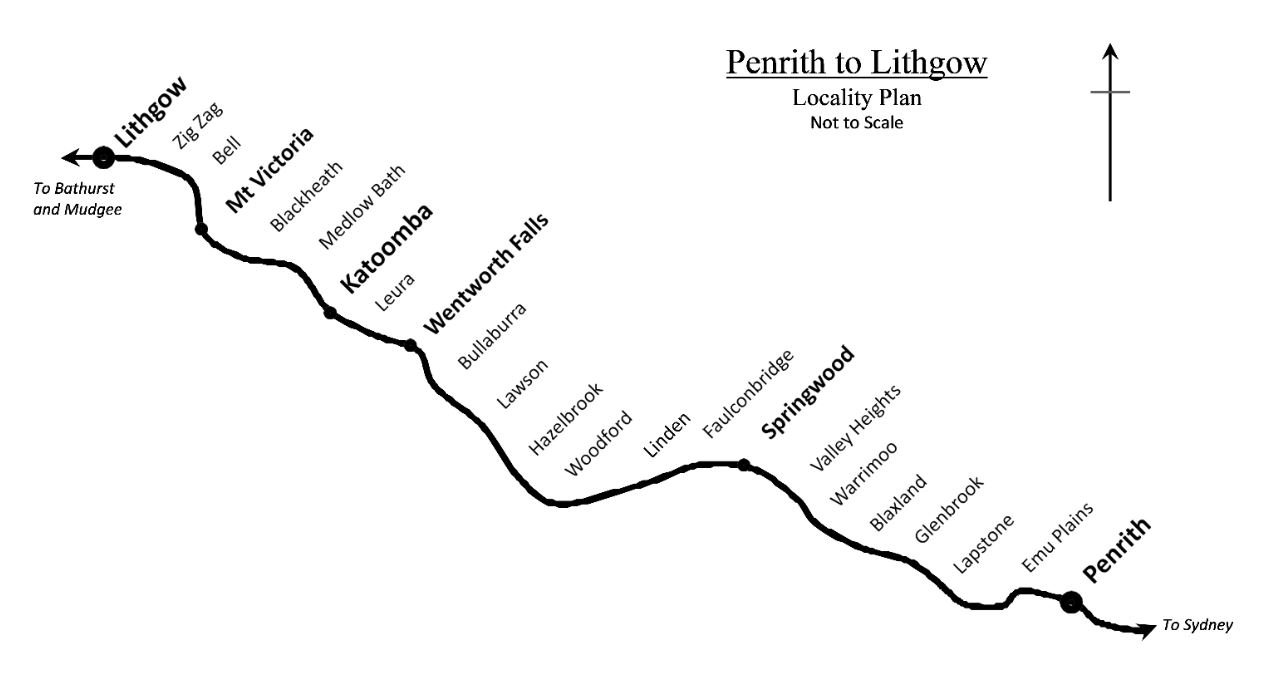 Penrith to Lithgow
Locality Plan
Not to Scale
Lithgow
Zig Zag
Bell
Mt Victoria
Blackheath
Medlow Bath
Katoomba
Leura
Wentworth Falls
Bullaburra
Lawson
Hazelbrook
Woodford
Linden
Faulconbridge
Springwood
Valley Heights
Warrimoo
Blaxland
Glenbrook
Lapstone
Emu Plains
Penrith
To Bathurst
and Mudgee
To Sydney